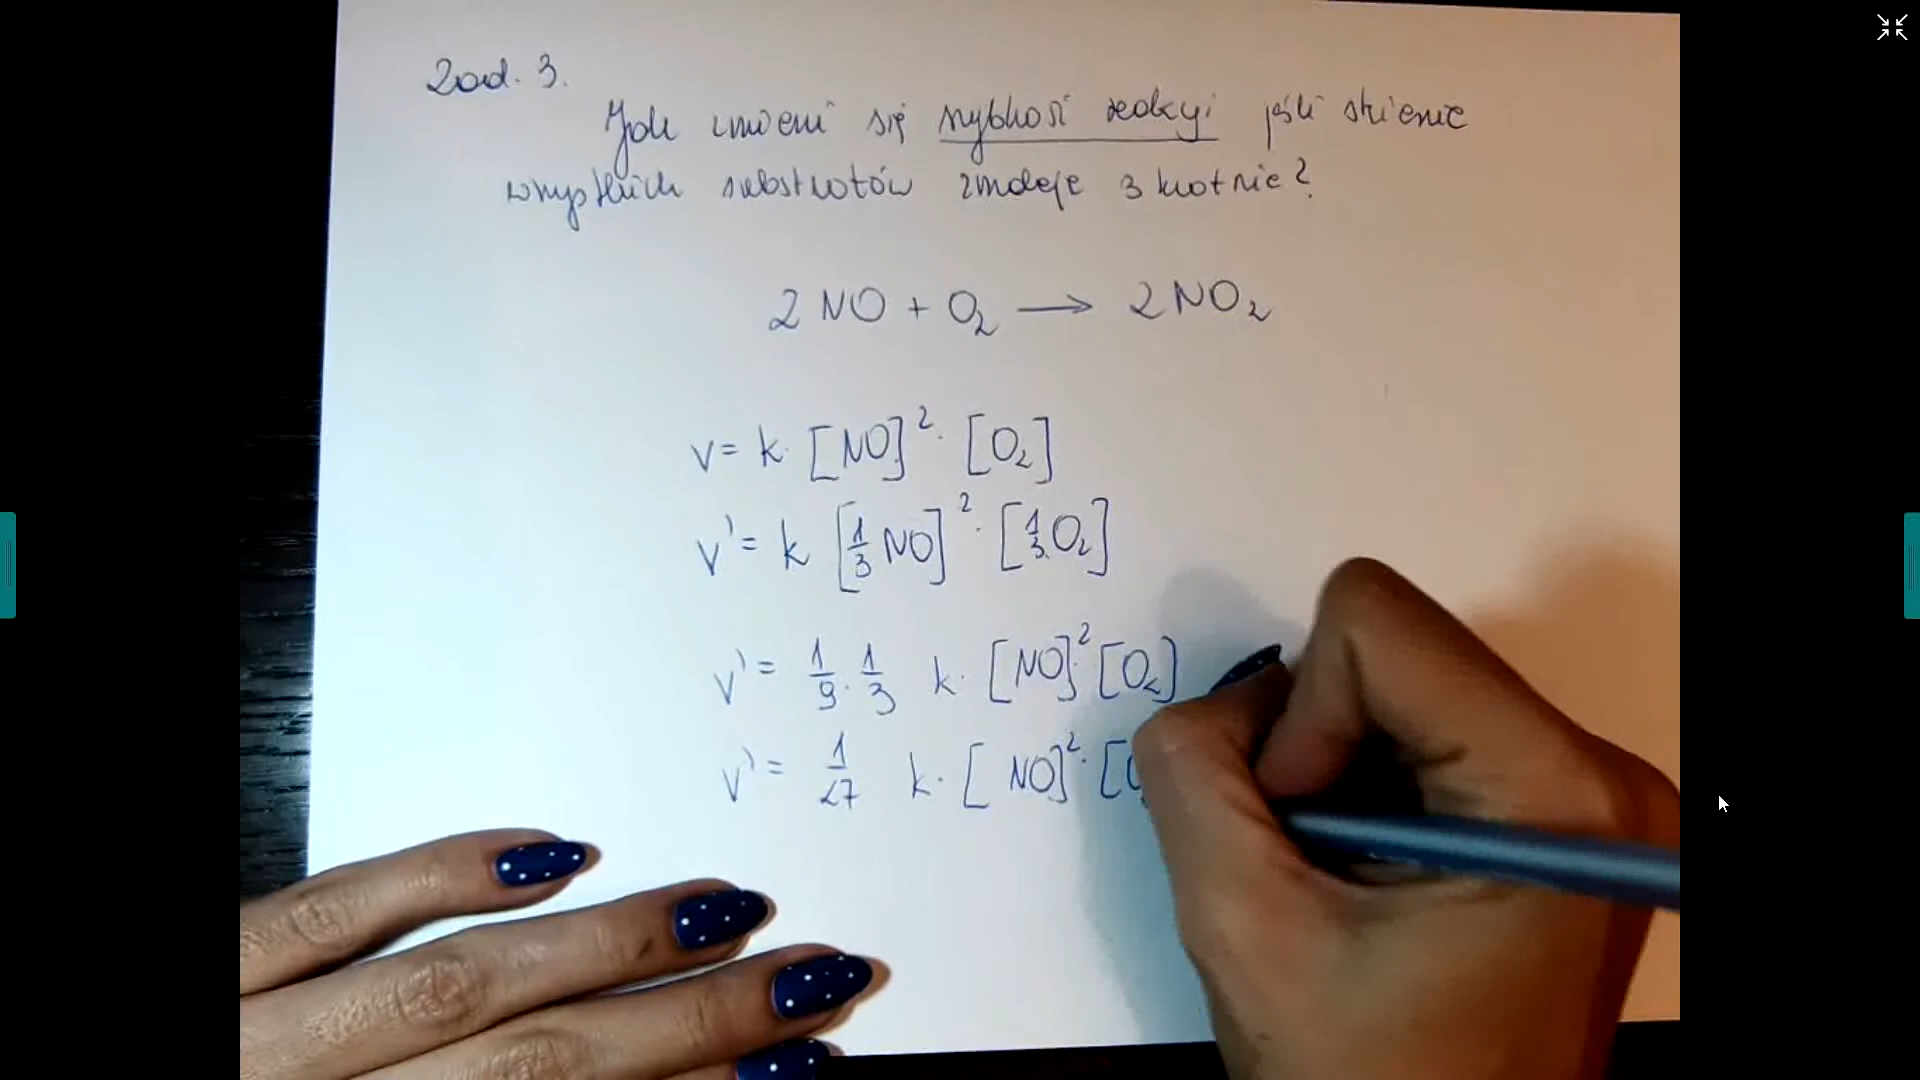 Zad. 3.
Jak zmieni się szybkość reakcji jeśli stężenie
wszystkich substratów zmaleje 3 krotnie?
2 NO + O₂ → 2 NO₂
v = k · [NO]² · [O₂]
v' = k [1/3 NO]² · [1/3 O₂]
v' = 1/9 · 1/3 k · [NO]² · [O₂]
v' = 1/27 k · [NO]² · [O